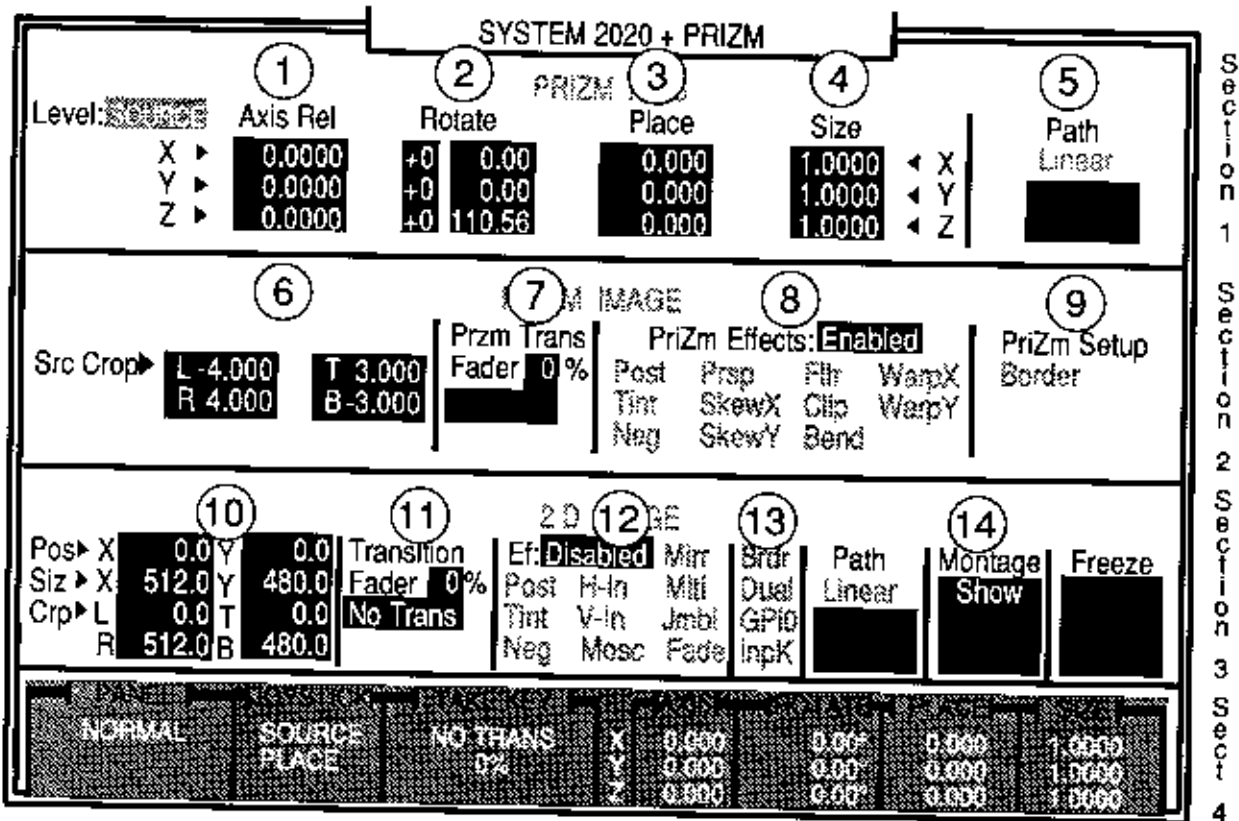 SYSTEM 2020 + PRIZM
1 2 3 4 5
PRIZM
Level: SOURCE Axis Rel Rotate Place Size Path
Linear
X ▶ 0.0000 +0 0.00 0.000 1.0000 ◀ X
Y ▶ 0.0000 +0 0.00 0.000 1.0000 ◀ Y
Z ▶ 0.0000 +0 110.56 0.000 1.0000 ◀ Z
Section 1
6 7 8 9
IMAGE
Przm Trans PriZm Effects: Enabled PriZm Setup
Src Crop▶ L -4.000 T 3.000 Fader 0 % Post Prsp Fltr WarpX Border
R 4.000 B -3.000 Tint SkewX Clip WarpY
Neg SkewY Bend
Section 2
10 11 12 13 14
2 D
Pos▶ X 0.0 Y 0.0 Transition Ef: Disabled Mirr Brdr Path Montage Freeze
Siz ▶ X 512.0 Y 480.0 Fader 0% Post H-In Mlti Dual Linear Show
Crp▶ L 0.0 T 0.0 No Trans Tint V-In Jmbl GPI0
R 512.0 B 480.0 Neg Mosc Fade InpK
Section 3
NORMAL SOURCE NO TRANS X 0.000 0.00° 0.000 1.0000
PLACE 0% Y 0.000 0.00° 0.000 1.0000
Z 0.000 0.00° 0.000 1.0000
Sect 4